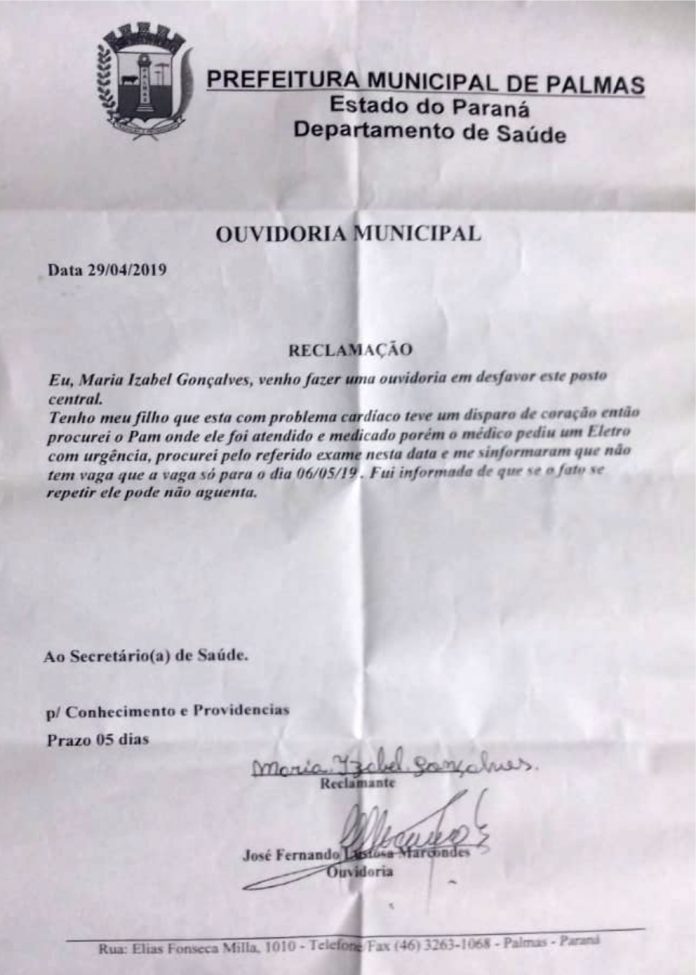 PREFEITURA MUNICIPAL DE PALMAS
Estado do Paraná
Departamento de Saúde
OUVIDORIA MUNICIPAL
Data 29/04/2019
RECLAMAÇÃO
Eu, Maria Izabel Gonçalves, venho fazer uma ouvidoria em desfavor este posto
central.
Tenho meu filho que esta com problema cardíaco teve um disparo de coração então
procurei o Pam onde ele foi atendido e medicado porém o médico pediu um Eletro
com urgência, procurei pelo referido exame nesta data e me sinformaram que não
tem vaga que a vaga só para o dia 06/05/19 . Fui informada de que se o fato se
repetir ele pode não aguenta.
Ao Secretário(a) de Saúde.
p/ Conhecimento e Providencias
Prazo 05 dias
Maria Izabel Gonçalves.
Reclamante
José Fernando Lustosa Marcondes
Ouvidoria
Rua: Elias Fonseca Milla, 1010 - Telefone/Fax (46) 3263-1068 - Palmas - Paraná